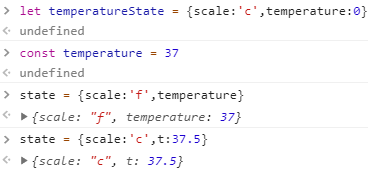 > let temperatureState = {scale:'c',temperature:0}
< undefined
> const temperature = 37
< undefined
> state = {scale:'f',temperature}
< ▶{scale: "f", temperature: 37}
> state = {scale:'c',t:37.5}
< ▶{scale: "c", t: 37.5}